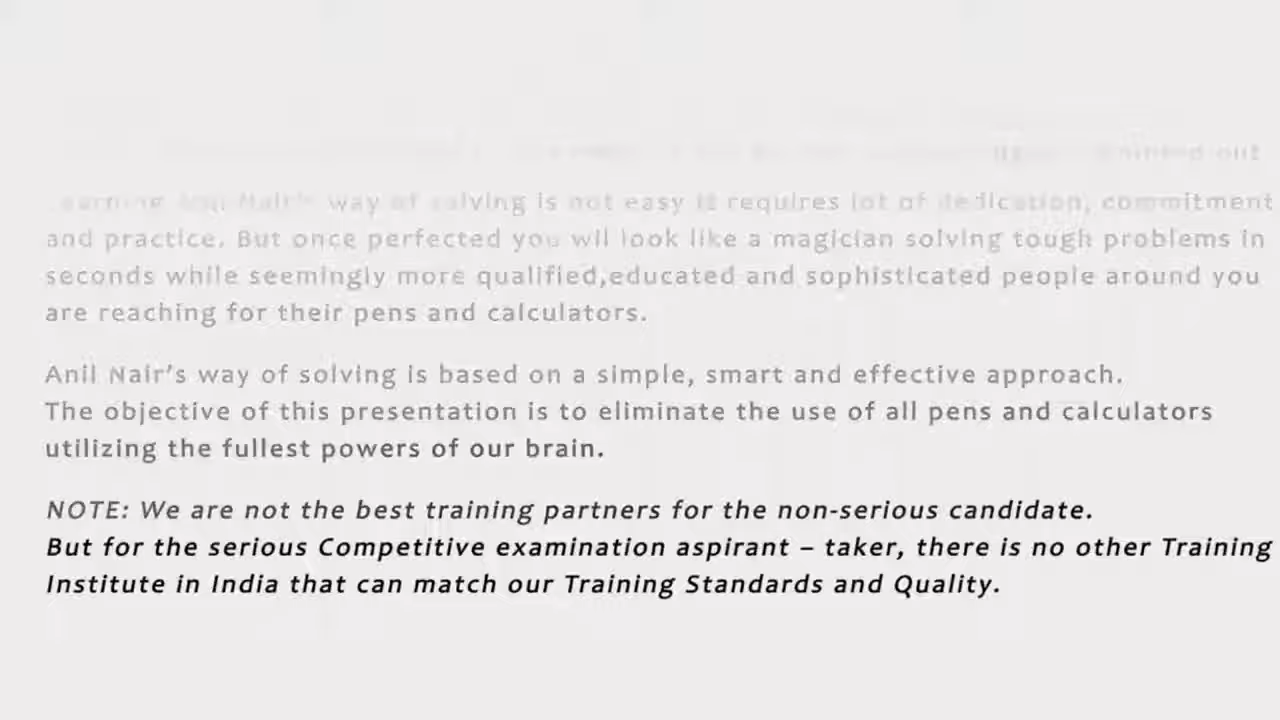 out
Learning Anil Nair's way of solving is not easy it requires lot of dedication, commitment
and practice. But once perfected you wil look like a magician solving tough problems in
seconds while seemingly more qualified,educated and sophisticated people around you
are reaching for their pens and calculators.
Anil Nair's way of solving is based on a simple, smart and effective approach.
The objective of this presentation is to eliminate the use of all pens and calculators
utilizing the fullest powers of our brain.
NOTE: We are not the best training partners for the non-serious candidate.
But for the serious Competitive examination aspirant – taker, there is no other Training
Institute in India that can match our Training Standards and Quality.